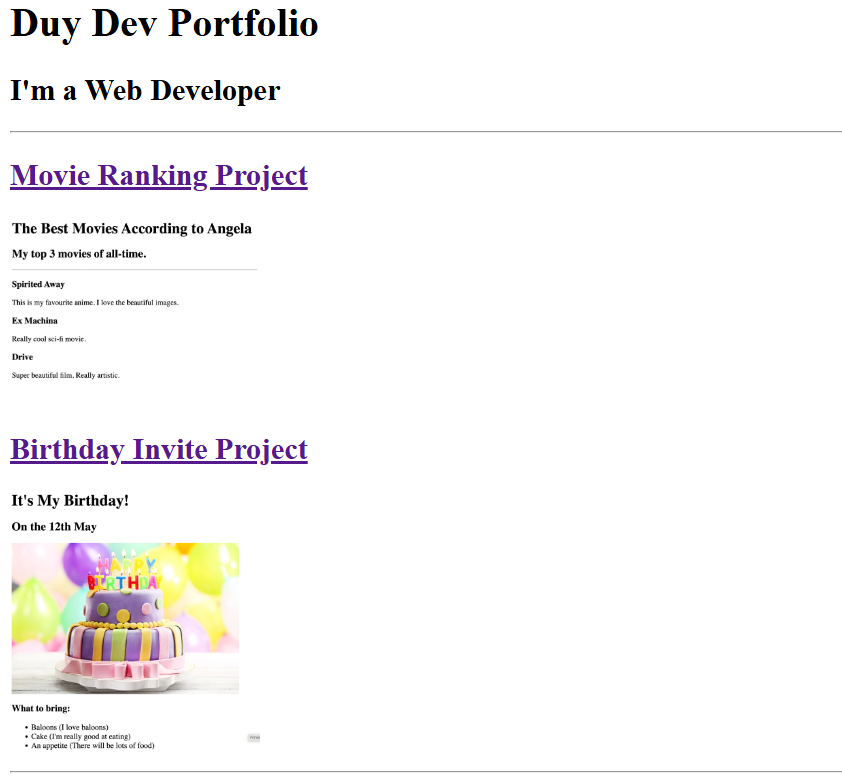 Duy Dev Portfolio
I'm a Web Developer
Movie Ranking Project
The Best Movies According to Angela
My top 3 movies of all-time.
Spirited Away
This is my favourite anime. I love the beautiful images.
Ex Machina
Really cool sci-fi movie.
Drive
Super beautiful film. Really artistic.
Birthday Invite Project
It's My Birthday!
On the 12th May
HAPPY
BIRTHDAY
What to bring:
• Baloons (I love baloons)
• Cake (I'm really good at eating)
• An appetite (There will be lots of food)